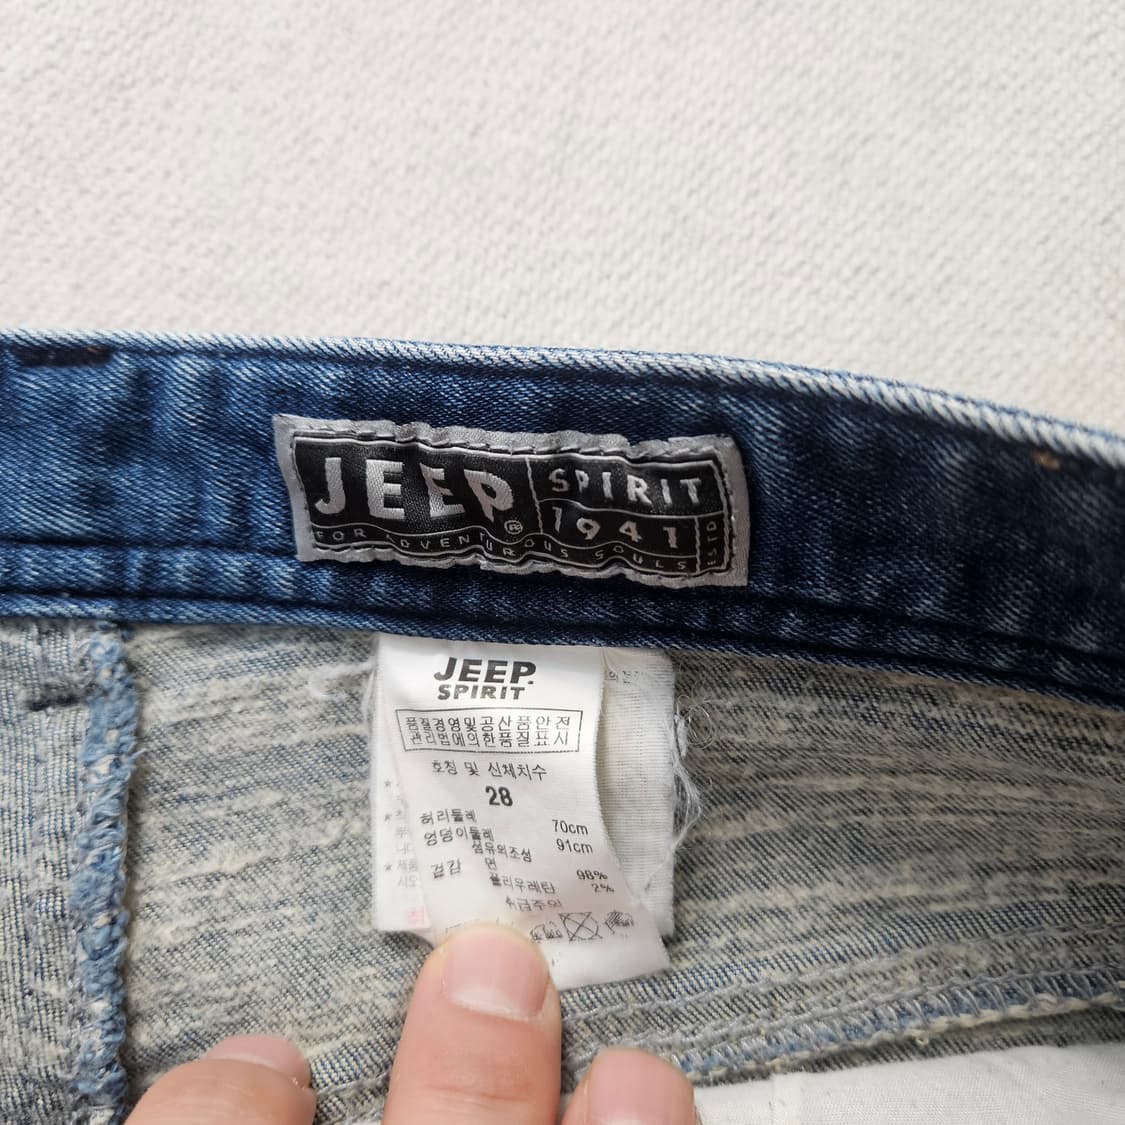 JEEP® SPIRIT
1941 ESTD
FOR ADVENTUROUS SOULS
JEEP.
SPIRIT
품질경영및공산품안전
관리법에의한품질표시
호칭 및 신체치수
28
허리둘레 70cm
엉덩이둘레 91cm
섬유의조성
겉감 면 98%
폴리우레탄 2%
취급주의